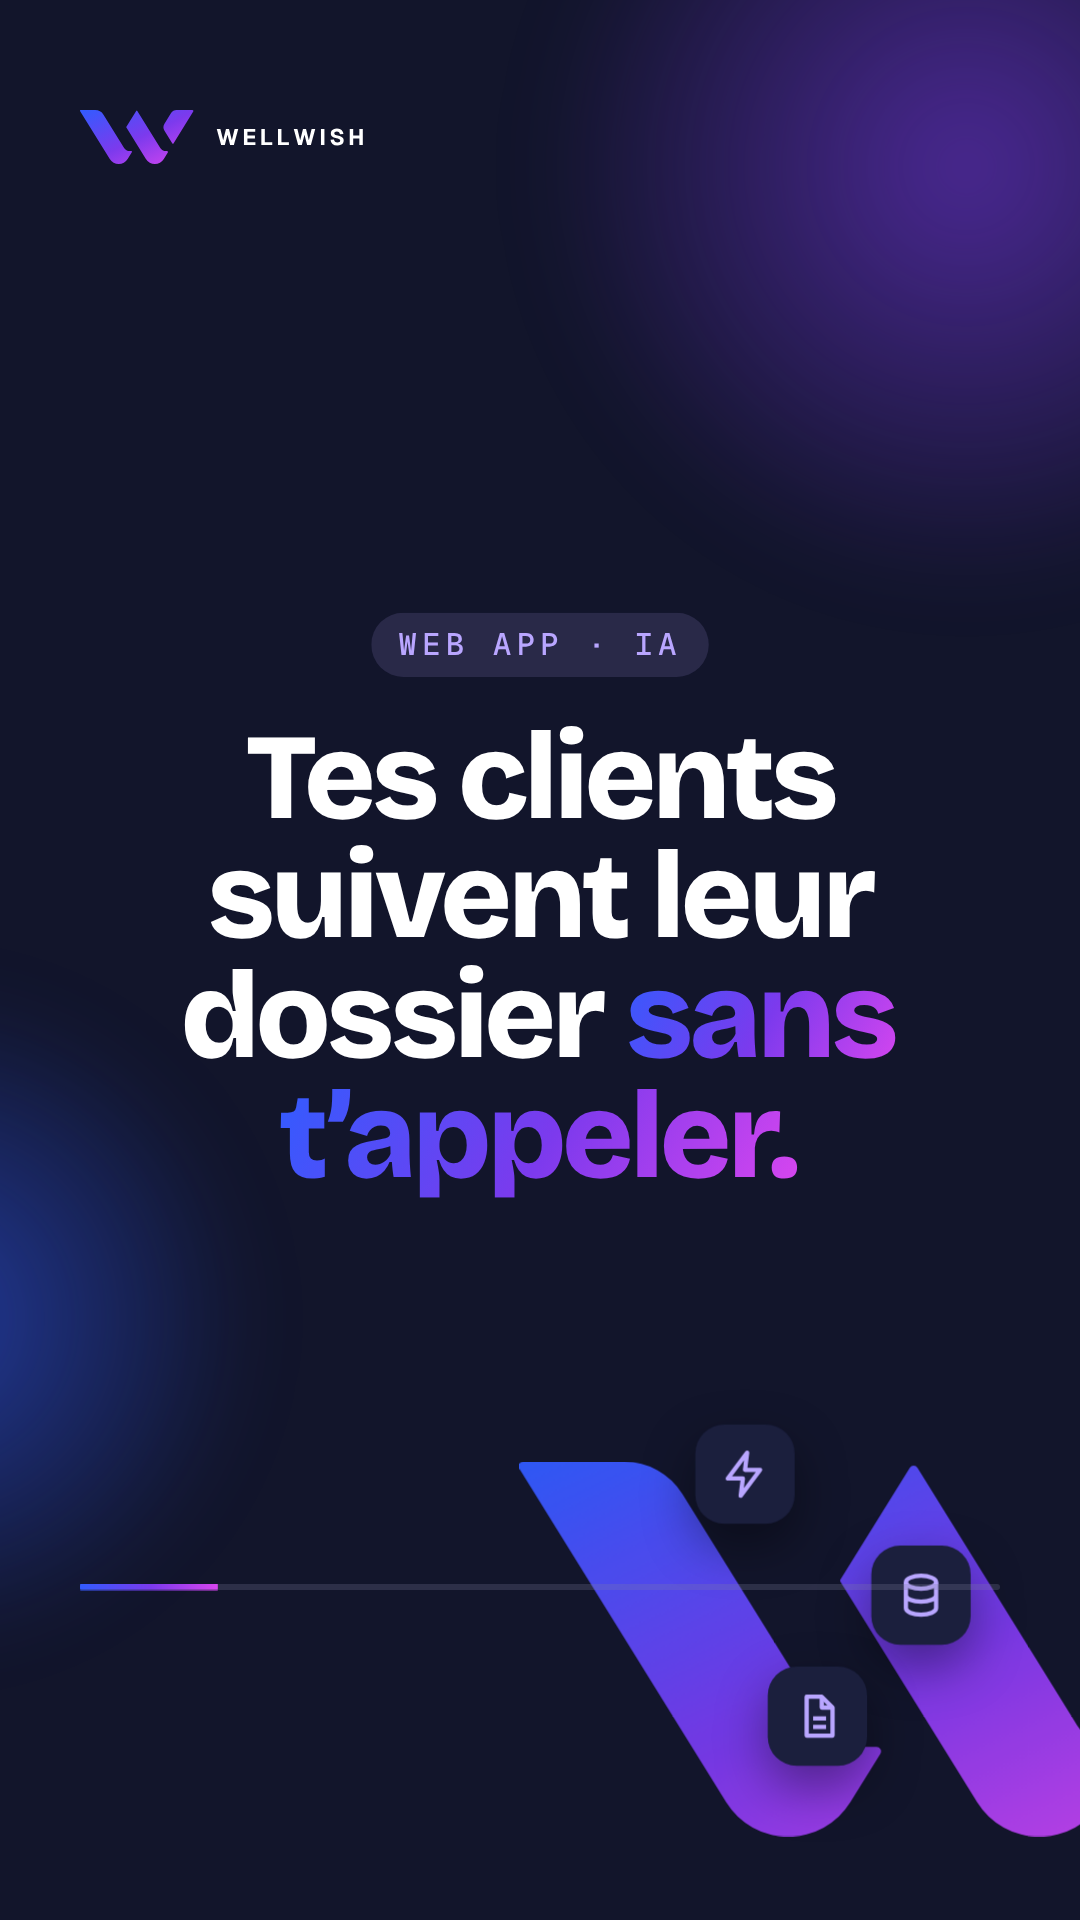 WELLWISH
WEB APP · IA
Tes clients
suivent leur
dossier sans
t’appeler.